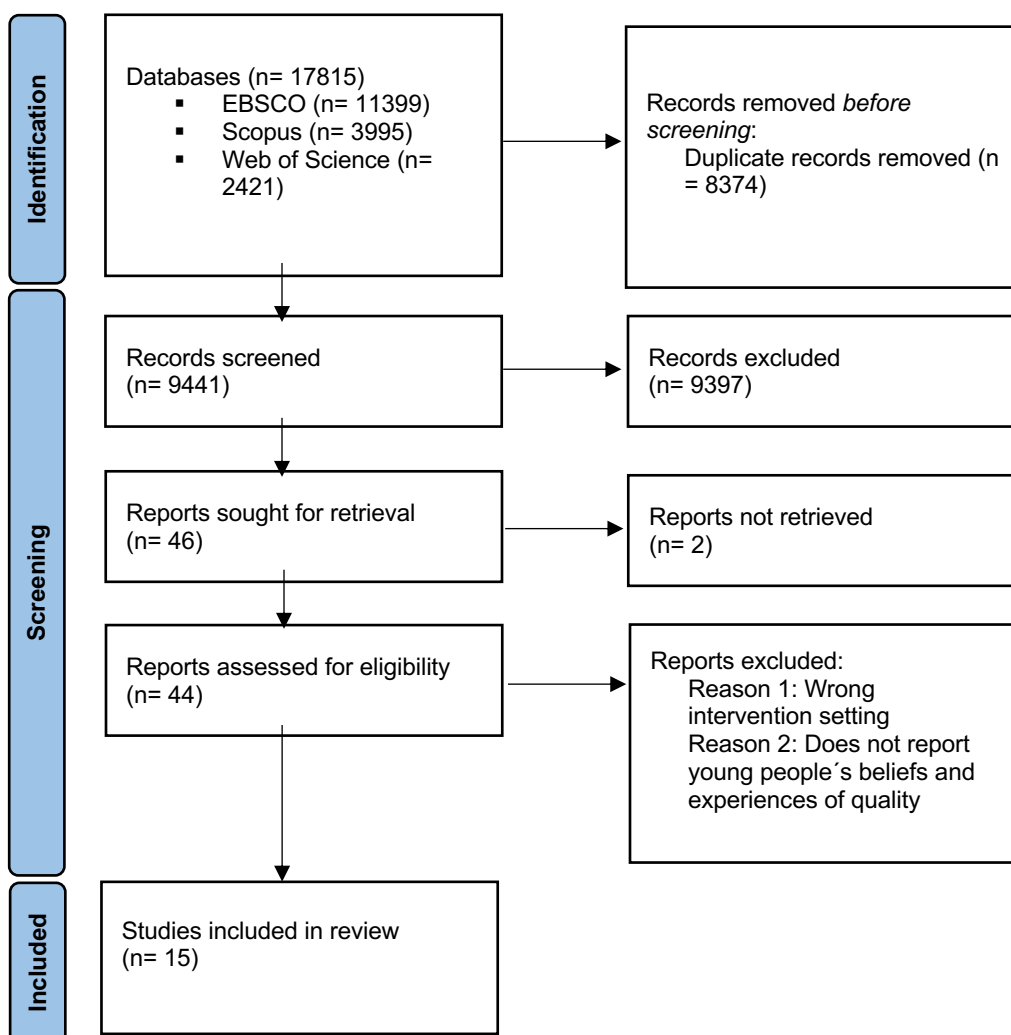 Identification
Databases (n= 17815)
▪ EBSCO (n= 11399)
▪ Scopus (n= 3995)
▪ Web of Science (n=
2421)
Records removed before
screening:
Duplicate records removed (n
= 8374)
Screening
Records screened
(n= 9441)
Records excluded
(n= 9397)
Reports sought for retrieval
(n= 46)
Reports not retrieved
(n= 2)
Reports assessed for eligibility
(n= 44)
Reports excluded:
Reason 1: Wrong
intervention setting
Reason 2: Does not report
young people´s beliefs and
experiences of quality
Included
Studies included in review
(n= 15)